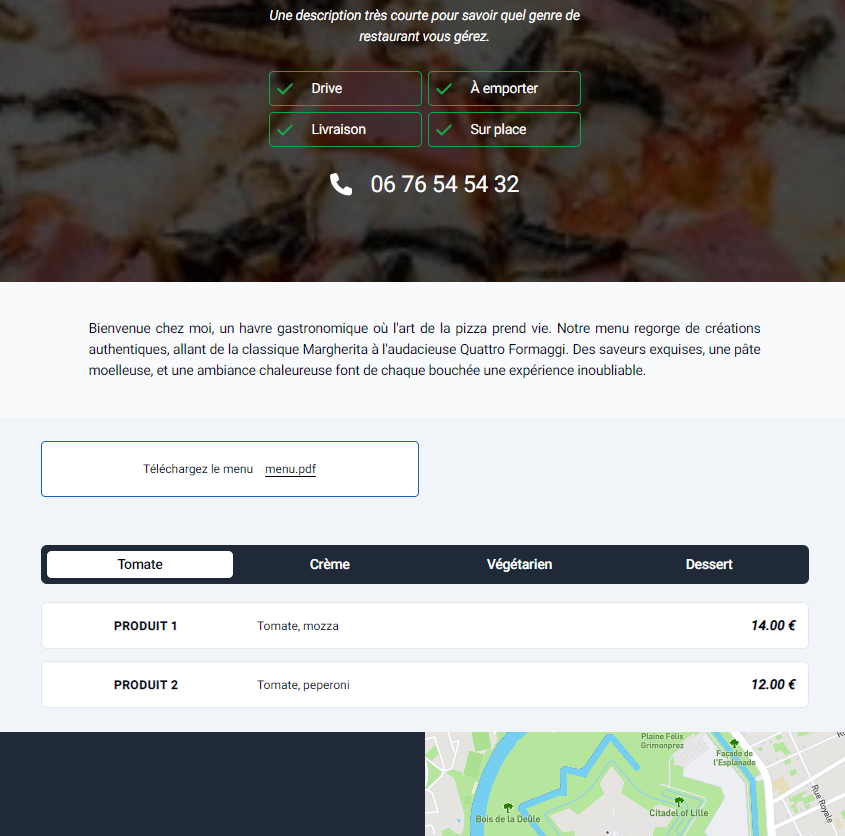 Une description très courte pour savoir quel genre de
restaurant vous gérez.
Drive
À emporter
Livraison
Sur place
06 76 54 54 32
Bienvenue chez moi, un havre gastronomique où l'art de la pizza prend vie. Notre menu regorge de créations
authentiques, allant de la classique Margherita à l'audacieuse Quattro Formaggi. Des saveurs exquises, une pâte
moelleuse, et une ambiance chaleureuse font de chaque bouchée une expérience inoubliable.
Téléchargez le menu menu.pdf
Tomate Crème Végétarien Dessert
PRODUIT 1 Tomate, mozza 14.00 €
PRODUIT 2 Tomate, peperoni 12.00 €
Plaine Félix
Grimonprez
Façade de
l'Esplanade
Rue Royale
Bois de la Deûle
Citadel of Lille